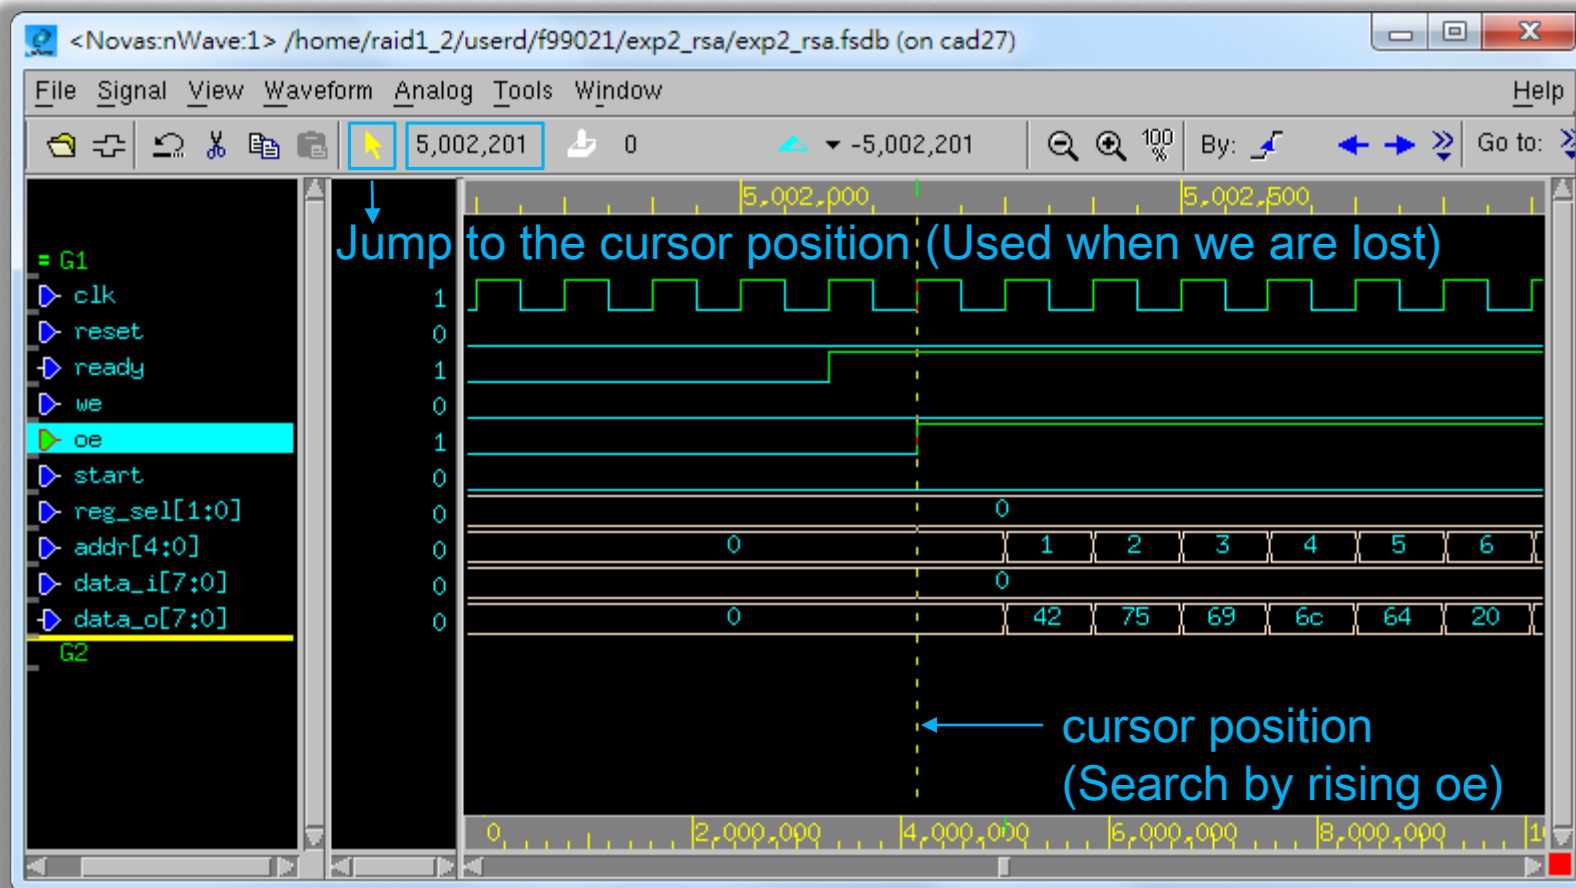 <Novas:nWave:1> /home/raid1_2/userd/f99021/exp2_rsa/exp2_rsa.fsdb (on cad27)
File Signal View Waveform Analog Tools Window Help
5,002,201 0 -5,002,201 100 % By: Go to:
5,002,000 5,002,500
Jump to the cursor position (Used when we are lost)
= G1
clk 1
reset 0
ready 1
we 0
oe 1
start 0
reg_sel[1:0] 0 0
addr[4:0] 0 0 1 2 3 4 5 6
data_i[7:0] 0 0
data_o[7:0] 0 0 42 75 69 6c 64 20
G2
cursor position
(Search by rising oe)
0 2,000,000 4,000,000 6,000,000 8,000,000 1